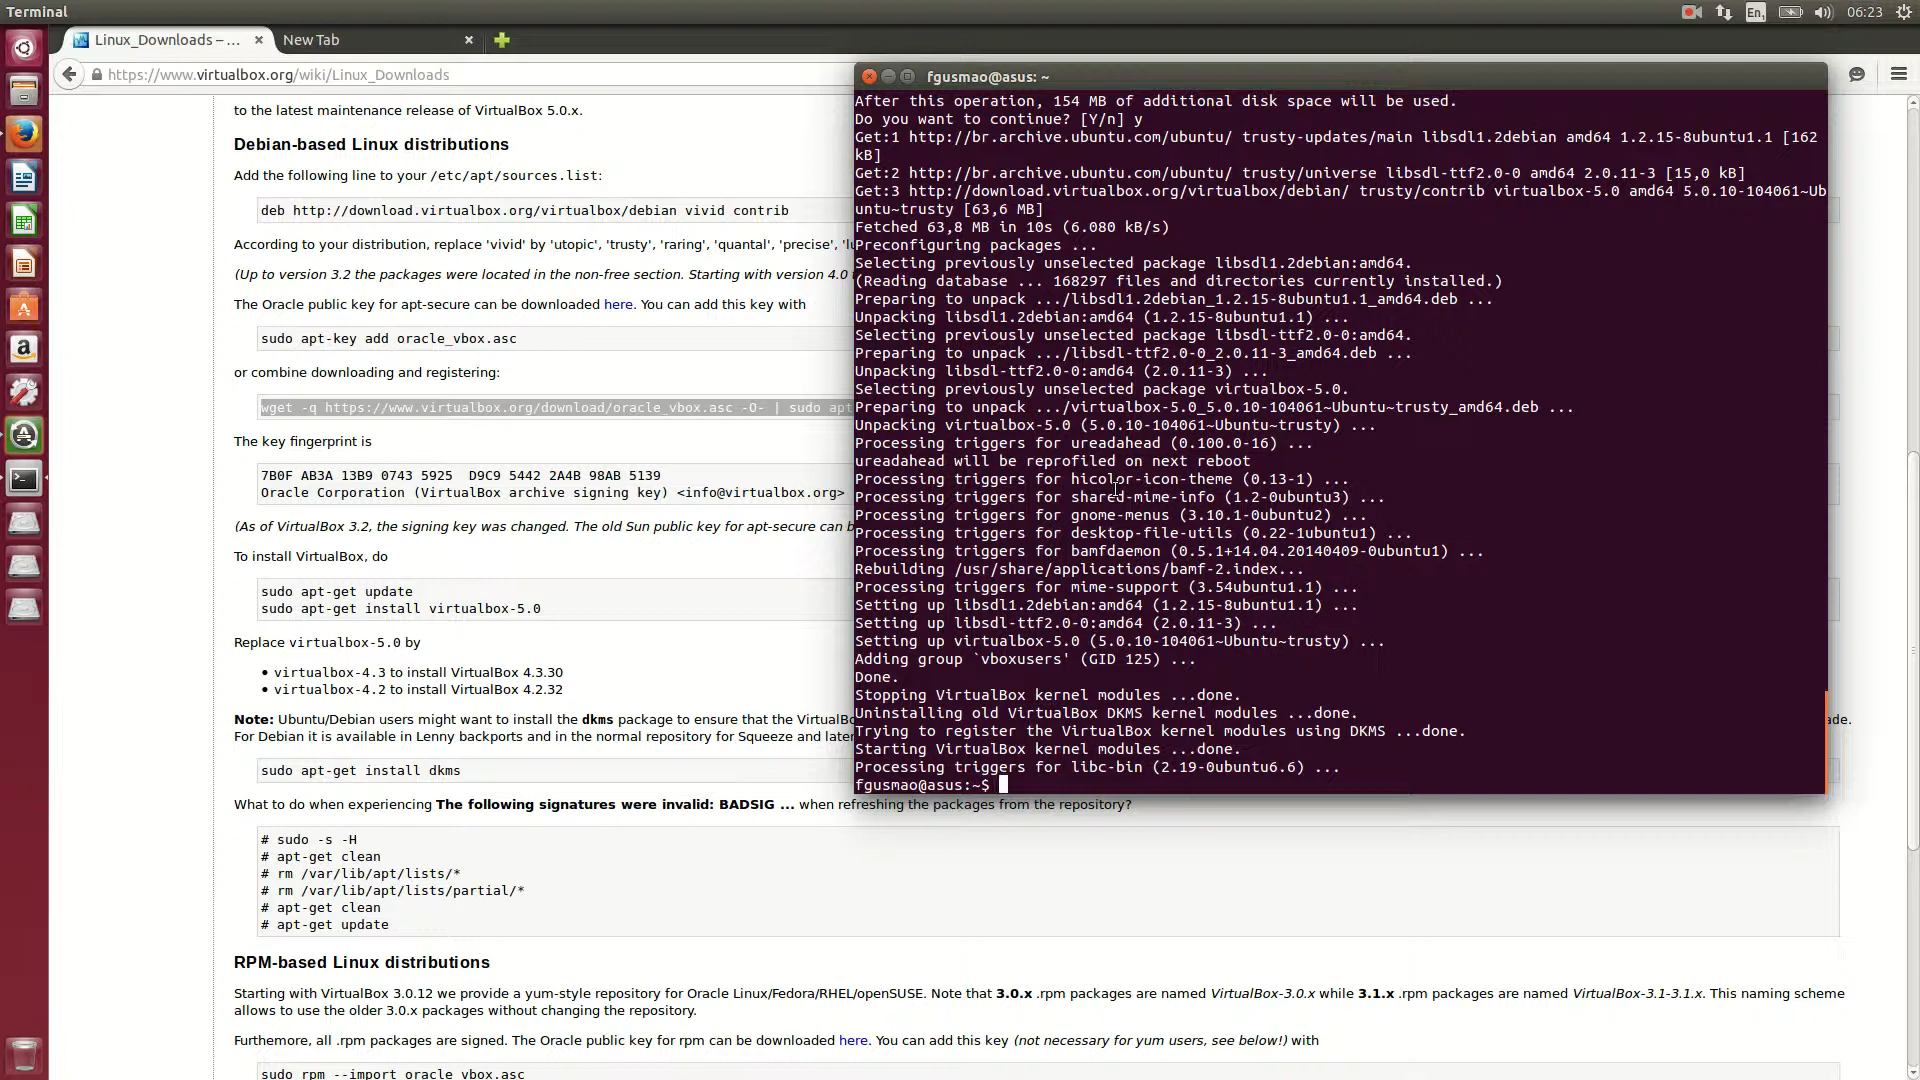 Terminal
En
06:23
Linux_Downloads – ...
New Tab
https://www.virtualbox.org/wiki/Linux_Downloads
to the latest maintenance release of VirtualBox 5.0.x.
Debian-based Linux distributions
Add the following line to your /etc/apt/sources.list:
deb http://download.virtualbox.org/virtualbox/debian vivid contrib
According to your distribution, replace 'vivid' by 'utopic', 'trusty', 'raring', 'quantal', 'precise', 'lu
(Up to version 3.2 the packages were located in the non-free section. Starting with version 4.0
The Oracle public key for apt-secure can be downloaded here. You can add this key with
sudo apt-key add oracle_vbox.asc
or combine downloading and registering:
wget -q https://www.virtualbox.org/download/oracle_vbox.asc -O- | sudo apt
The key fingerprint is
7B0F AB3A 13B9 0743 5925  D9C9 5442 2A4B 98AB 5139
Oracle Corporation (VirtualBox archive signing key) <info@virtualbox.org>
(As of VirtualBox 3.2, the signing key was changed. The old Sun public key for apt-secure can b
To install VirtualBox, do
sudo apt-get update
sudo apt-get install virtualbox-5.0
Replace virtualbox-5.0 by
• virtualbox-4.3 to install VirtualBox 4.3.30
• virtualbox-4.2 to install VirtualBox 4.2.32
Note: Ubuntu/Debian users might want to install the dkms package to ensure that the VirtualBo
ade.
For Debian it is available in Lenny backports and in the normal repository for Squeeze and later
sudo apt-get install dkms
What to do when experiencing The following signatures were invalid: BADSIG ... when refreshing the packages from the repository?
# sudo -s -H
# apt-get clean
# rm /var/lib/apt/lists/*
# rm /var/lib/apt/lists/partial/*
# apt-get clean
# apt-get update
RPM-based Linux distributions
Starting with VirtualBox 3.0.12 we provide a yum-style repository for Oracle Linux/Fedora/RHEL/openSUSE. Note that 3.0.x .rpm packages are named VirtualBox-3.0.x while 3.1.x .rpm packages are named VirtualBox-3.1-3.1.x. This naming scheme
allows to use the older 3.0.x packages without changing the repository.
Furthemore, all .rpm packages are signed. The Oracle public key for rpm can be downloaded here. You can add this key (not necessary for yum users, see below!) with
sudo rpm --import oracle_vbox.asc
fgusmao@asus: ~
After this operation, 154 MB of additional disk space will be used.
Do you want to continue? [Y/n] y
Get:1 http://br.archive.ubuntu.com/ubuntu/ trusty-updates/main libsdl1.2debian amd64 1.2.15-8ubuntu1.1 [162
kB]
Get:2 http://br.archive.ubuntu.com/ubuntu/ trusty/universe libsdl-ttf2.0-0 amd64 2.0.11-3 [15,0 kB]
Get:3 http://download.virtualbox.org/virtualbox/debian/ trusty/contrib virtualbox-5.0 amd64 5.0.10-104061~Ub
untu~trusty [63,6 MB]
Fetched 63,8 MB in 10s (6.080 kB/s)
Preconfiguring packages ...
Selecting previously unselected package libsdl1.2debian:amd64.
(Reading database ... 168297 files and directories currently installed.)
Preparing to unpack .../libsdl1.2debian_1.2.15-8ubuntu1.1_amd64.deb ...
Unpacking libsdl1.2debian:amd64 (1.2.15-8ubuntu1.1) ...
Selecting previously unselected package libsdl-ttf2.0-0:amd64.
Preparing to unpack .../libsdl-ttf2.0-0_2.0.11-3_amd64.deb ...
Unpacking libsdl-ttf2.0-0:amd64 (2.0.11-3) ...
Selecting previously unselected package virtualbox-5.0.
Preparing to unpack .../virtualbox-5.0_5.0.10-104061~Ubuntu~trusty_amd64.deb ...
Unpacking virtualbox-5.0 (5.0.10-104061~Ubuntu~trusty) ...
Processing triggers for ureadahead (0.100.0-16) ...
ureadahead will be reprofiled on next reboot
Processing triggers for hicolor-icon-theme (0.13-1) ...
Processing triggers for shared-mime-info (1.2-0ubuntu3) ...
Processing triggers for gnome-menus (3.10.1-0ubuntu2) ...
Processing triggers for desktop-file-utils (0.22-1ubuntu1) ...
Processing triggers for bamfdaemon (0.5.1+14.04.20140409-0ubuntu1) ...
Rebuilding /usr/share/applications/bamf-2.index...
Processing triggers for mime-support (3.54ubuntu1.1) ...
Setting up libsdl1.2debian:amd64 (1.2.15-8ubuntu1.1) ...
Setting up libsdl-ttf2.0-0:amd64 (2.0.11-3) ...
Setting up virtualbox-5.0 (5.0.10-104061~Ubuntu~trusty) ...
Adding group `vboxusers' (GID 125) ...
Done.
Stopping VirtualBox kernel modules ...done.
Uninstalling old VirtualBox DKMS kernel modules ...done.
Trying to register the VirtualBox kernel modules using DKMS ...done.
Starting VirtualBox kernel modules ...done.
Processing triggers for libc-bin (2.19-0ubuntu6.6) ...
fgusmao@asus:~$